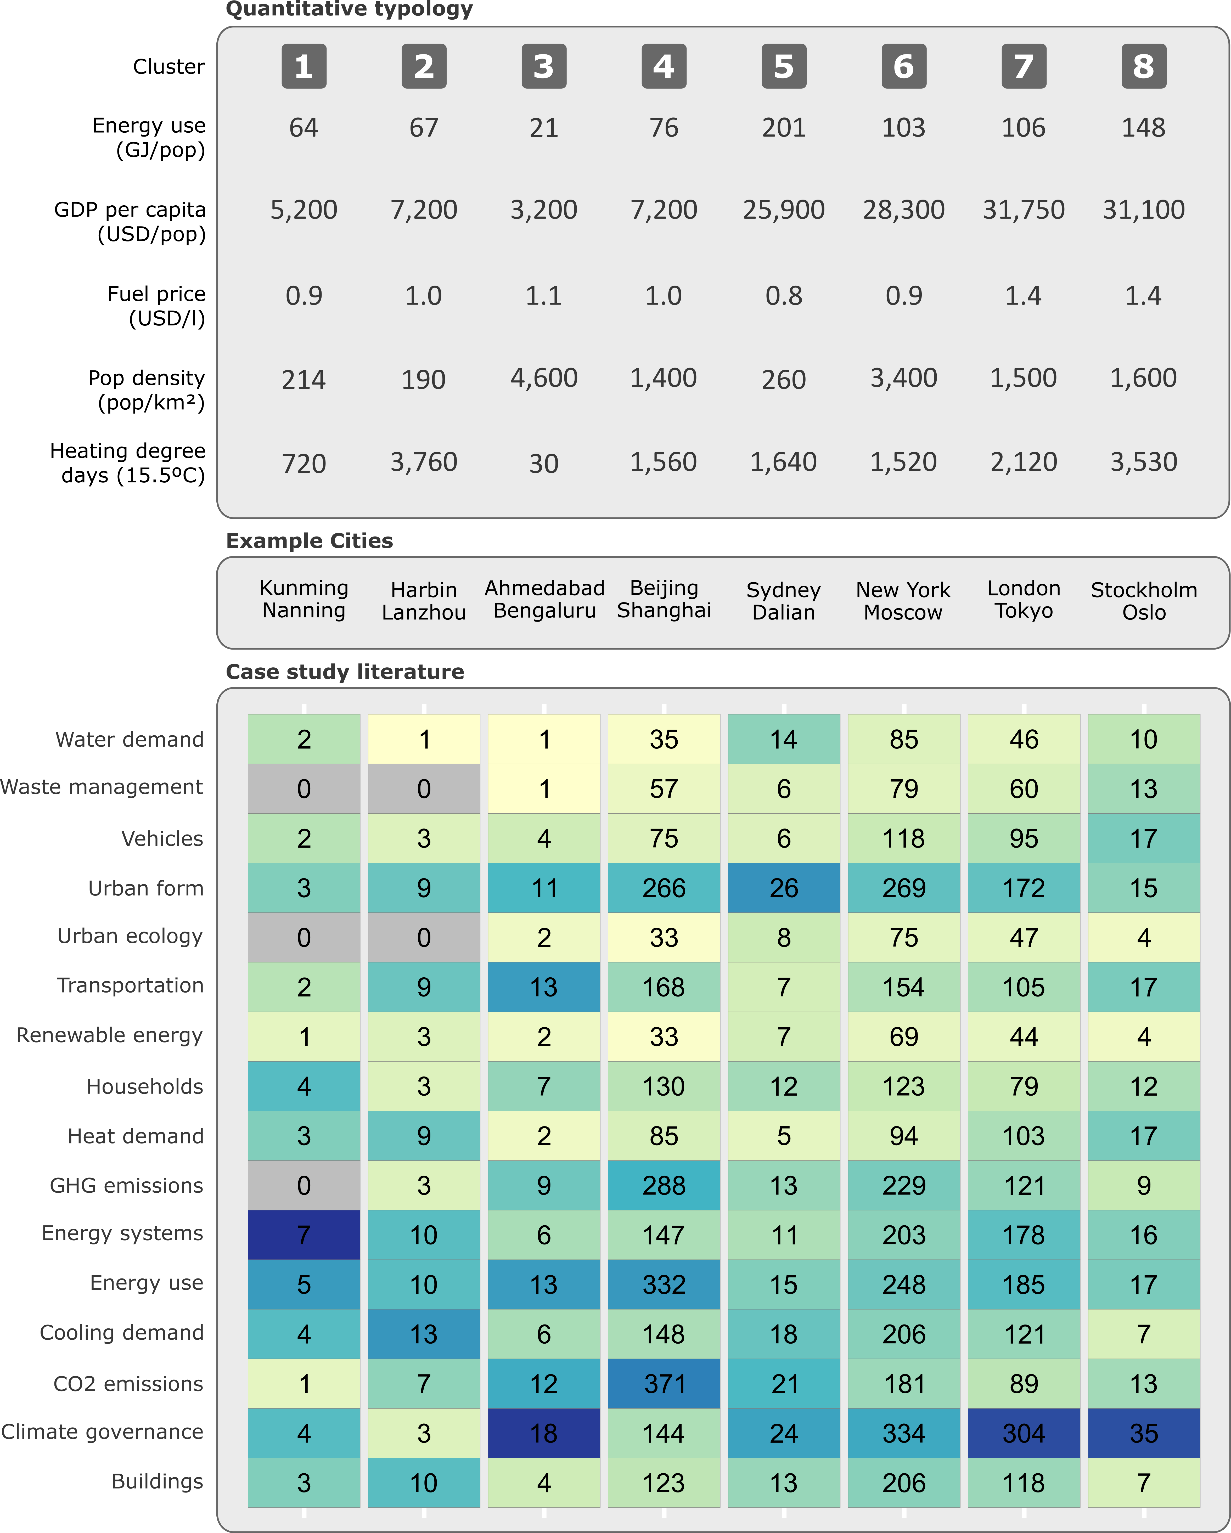 Quantitative typology
Cluster 1 2 3 4 5 6 7 8
Energy use
(GJ/pop) 64 67 21 76 201 103 106 148
GDP per capita
(USD/pop) 5,200 7,200 3,200 7,200 25,900 28,300 31,750 31,100
Fuel price
(USD/l) 0.9 1.0 1.1 1.0 0.8 0.9 1.4 1.4
Pop density
(pop/km²) 214 190 4,600 1,400 260 3,400 1,500 1,600
Heating degree
days (15.5ºC) 720 3,760 30 1,560 1,640 1,520 2,120 3,530
Example Cities
Kunming Harbin Ahmedabad Beijing Sydney New York London Stockholm
Nanning Lanzhou Bengaluru Shanghai Dalian Moscow Tokyo Oslo
Case study literature
Water demand 2 1 1 35 14 85 46 10
Waste management 0 0 1 57 6 79 60 13
Vehicles 2 3 4 75 6 118 95 17
Urban form 3 9 11 266 26 269 172 15
Urban ecology 0 0 2 33 8 75 47 4
Transportation 2 9 13 168 7 154 105 17
Renewable energy 1 3 2 33 7 69 44 4
Households 4 3 7 130 12 123 79 12
Heat demand 3 9 2 85 5 94 103 17
GHG emissions 0 3 9 288 13 229 121 9
Energy systems 7 10 6 147 11 203 178 16
Energy use 5 10 13 332 15 248 185 17
Cooling demand 4 13 6 148 18 206 121 7
CO2 emissions 1 7 12 371 21 181 89 13
Climate governance 4 3 18 144 24 334 304 35
Buildings 3 10 4 123 13 206 118 7